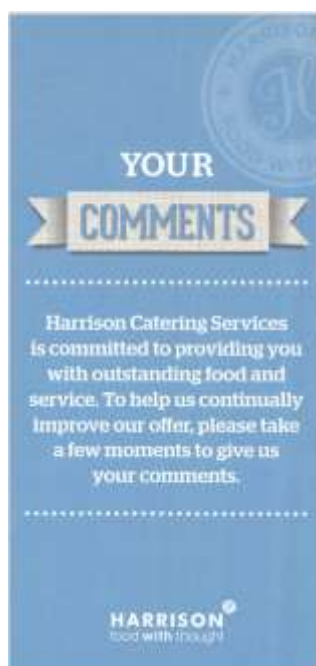 YOUR
COMMENTS
Harrison Catering Services
is committed to providing you
with outstanding food and
service. To help us continually
improve our offer, please take
a few moments to give us
your comments.
HARRISON
food with thought